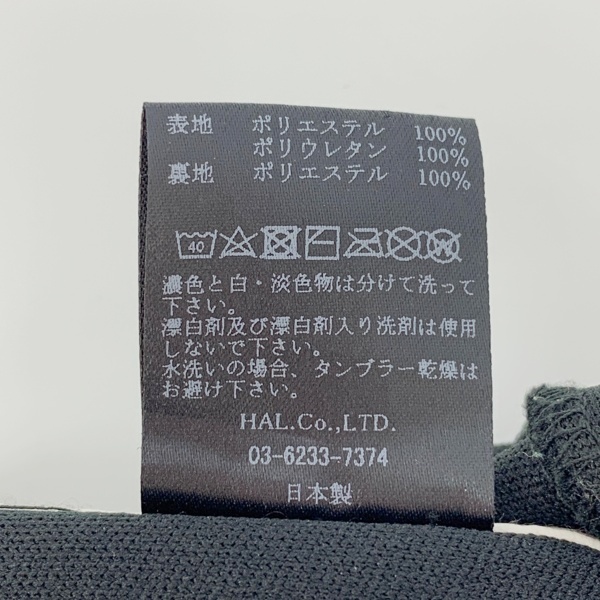 表地 ポリエステル 100%
ポリウレタン 100%
裏地 ポリエステル 100%
40
濃色と白・淡色物は分けて洗って
下さい。
漂白剤及び漂白剤入り洗剤は使用
しないで下さい。
水洗いの場合、タンブラー乾燥は
お避け下さい。
HAL.Co.,LTD.
03-6233-7374
日本製